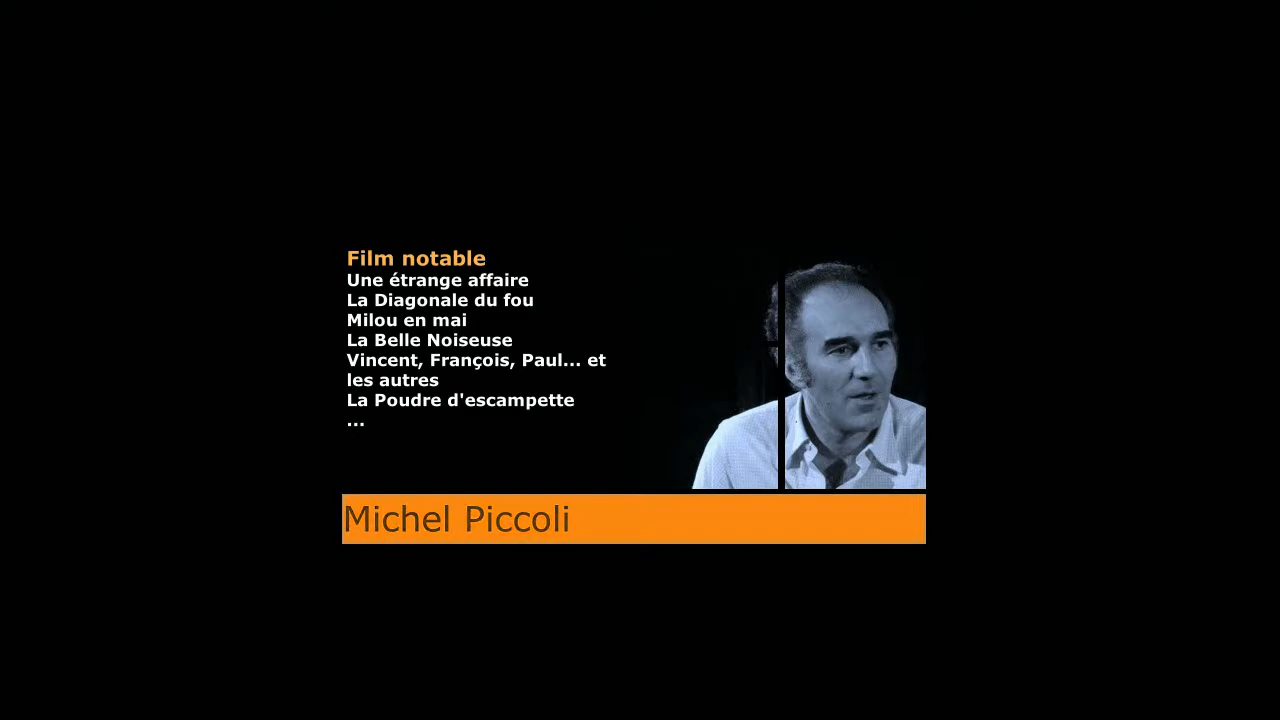 Film notable
Une étrange affaire
La Diagonale du fou
Milou en mai
La Belle Noiseuse
Vincent, François, Paul... et
les autres
La Poudre d'escampette
...
Michel Piccoli